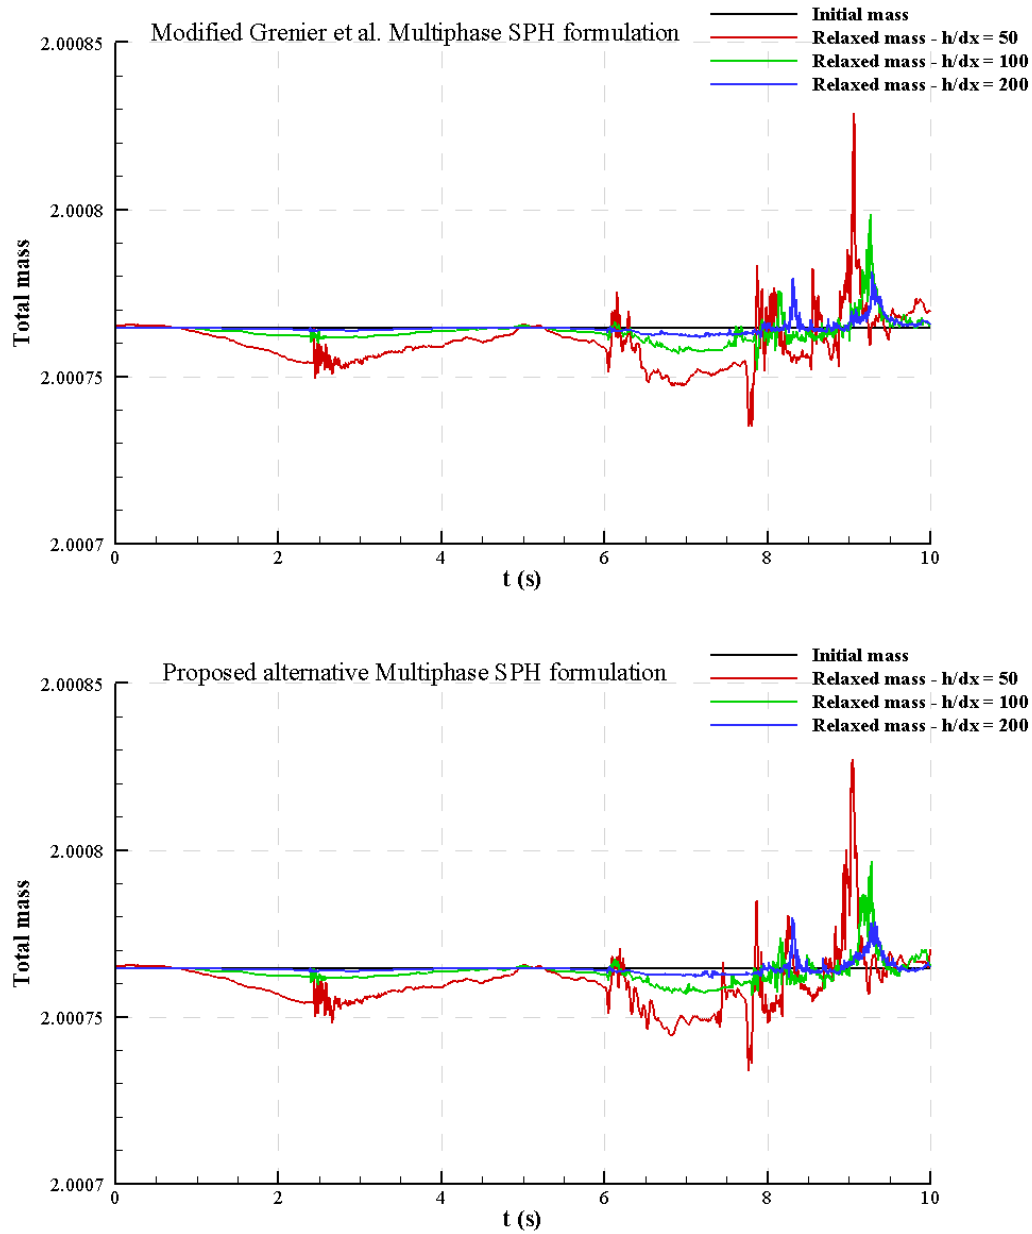 Modified Grenier et al. Multiphase SPH formulation
Initial mass
Relaxed mass - h/dx = 50
Relaxed mass - h/dx = 100
Relaxed mass - h/dx = 200
2.00085
2.0008
2.00075
2.0007
Total mass
0 2 4 6 8 10
t (s)
Proposed alternative Multiphase SPH formulation
Initial mass
Relaxed mass - h/dx = 50
Relaxed mass - h/dx = 100
Relaxed mass - h/dx = 200
2.00085
2.0008
2.00075
2.0007
Total mass
0 2 4 6 8 10
t (s)